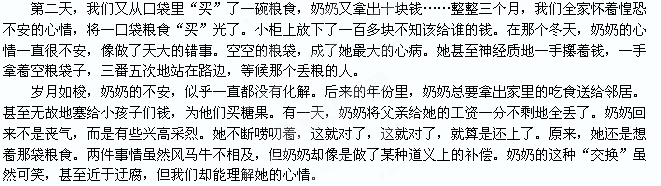 第二天，我们又从口袋里“买”了一碗粮食，奶奶又拿出十块钱……整整三个月，我们全家怀着惶恐
不安的心情，将一口袋粮食“买”光了。小柜上放下了一百多块不知该给谁的钱。在那个冬天，奶奶的心
情一直很不安，像做了天大的错事。空空的粮袋，成了她最大的心病。她甚至神经质地一手攥着钱，一手
拿着空粮袋子，三番五次地站在路边，等候那个丢粮的人。
岁月如梭，奶奶的不安，似乎一直都没有化解。后来的年份里，奶奶总要拿出家里的吃食送给邻居。
甚至无故地塞给小孩子们钱，为他们买糖果。有一天，奶奶将父亲给她的工资一分不剩地全丢了。奶奶回
来不是丧气，而是有些兴高采烈。她不断唠叨着，这就对了，这就对了，就算是还上了。原来，她还是想
着那袋粮食。两件事情虽然风马牛不相及，但奶奶却像是做了某种道义上的补偿。奶奶的这种“交换”虽
然可笑，甚至近于迂腐，但我们却能理解她的心情。